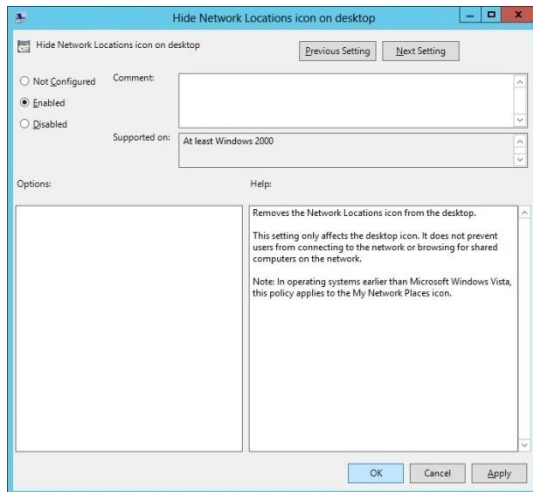 Hide Network Locations icon on desktop
Hide Network Locations icon on desktop
Previous Setting
Next Setting
Not Configured
Enabled
Disabled
Comment:
Supported on:
At least Windows 2000
Options:
Help:
Removes the Network Locations icon from the desktop.
This setting only affects the desktop icon. It does not prevent
users from connecting to the network or browsing for shared
computers on the network.
Note: In operating systems earlier than Microsoft Windows Vista,
this policy applies to the My Network Places icon.
OK
Cancel
Apply